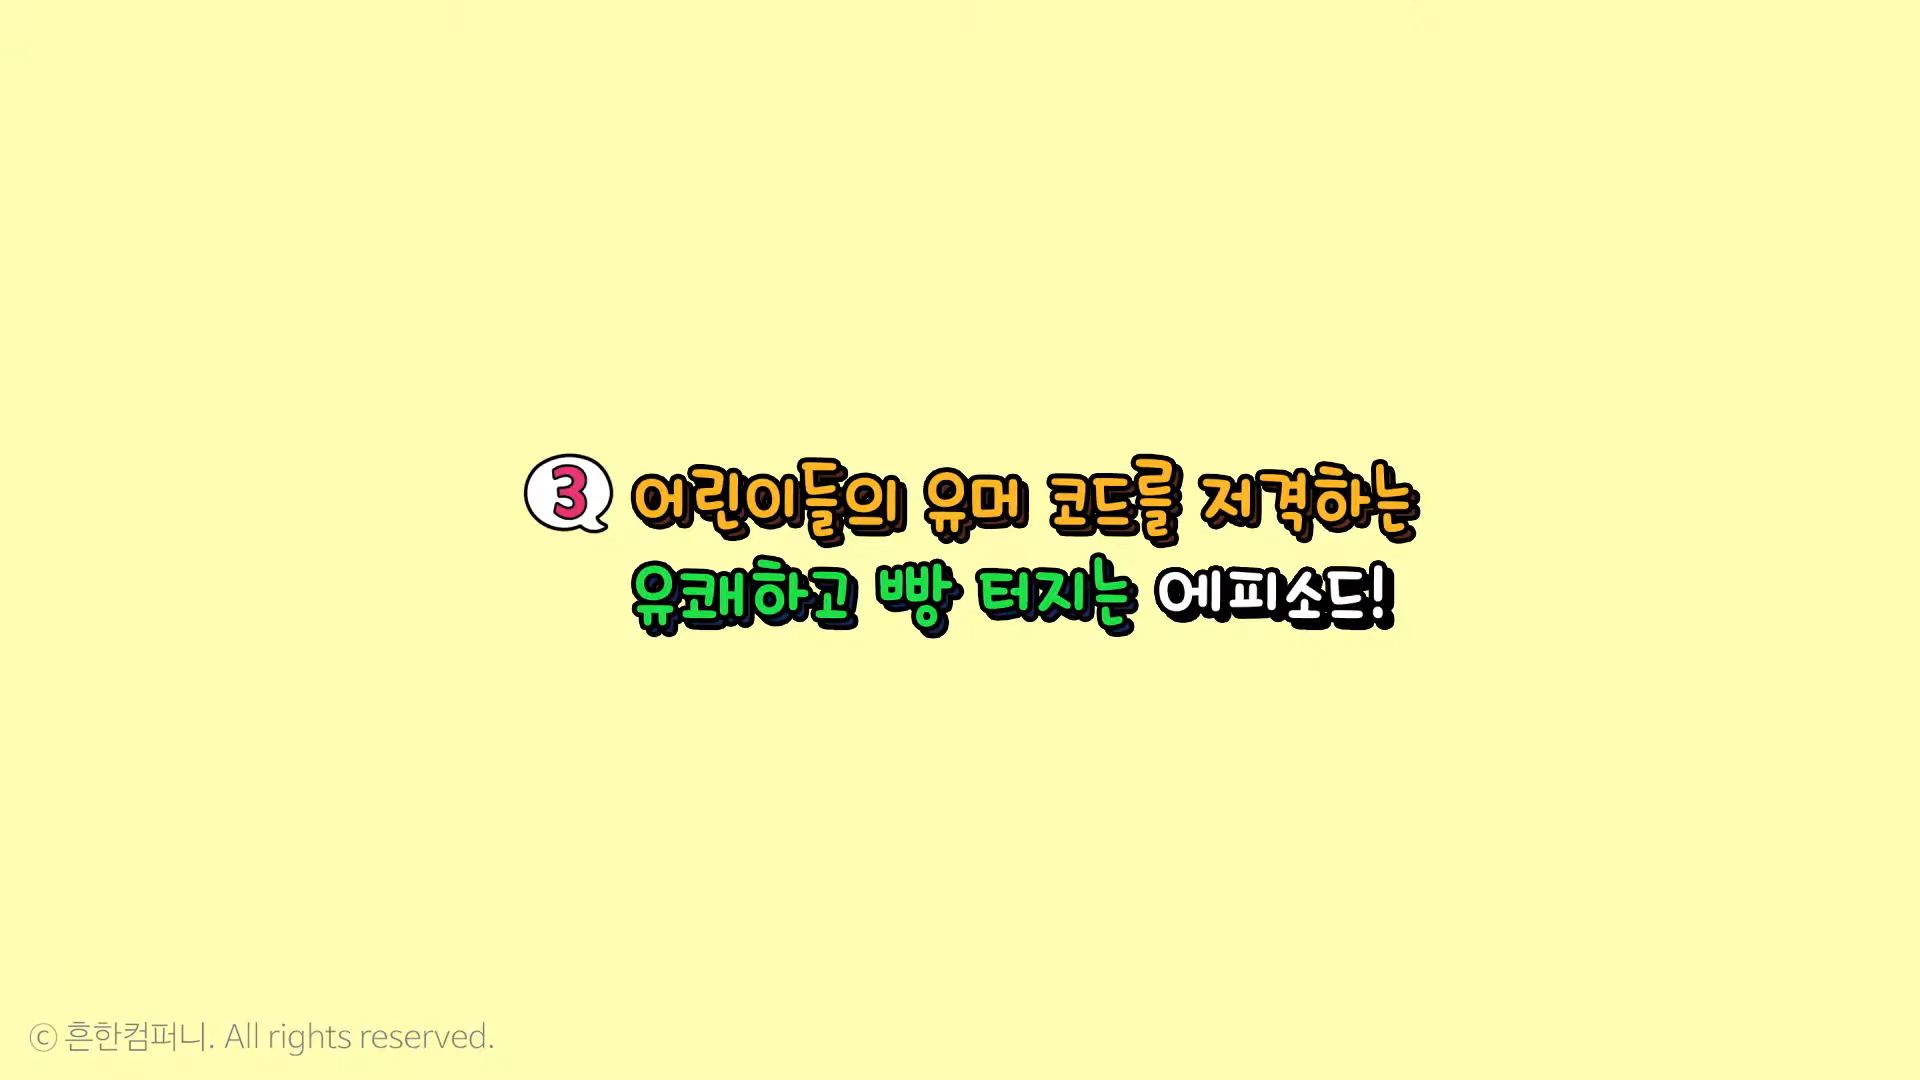 3 어린이들의 유머 코드를 저격하는
유쾌하고 빵 터지는 에피소드!
ⓒ 흔한컴퍼니. All rights reserved.